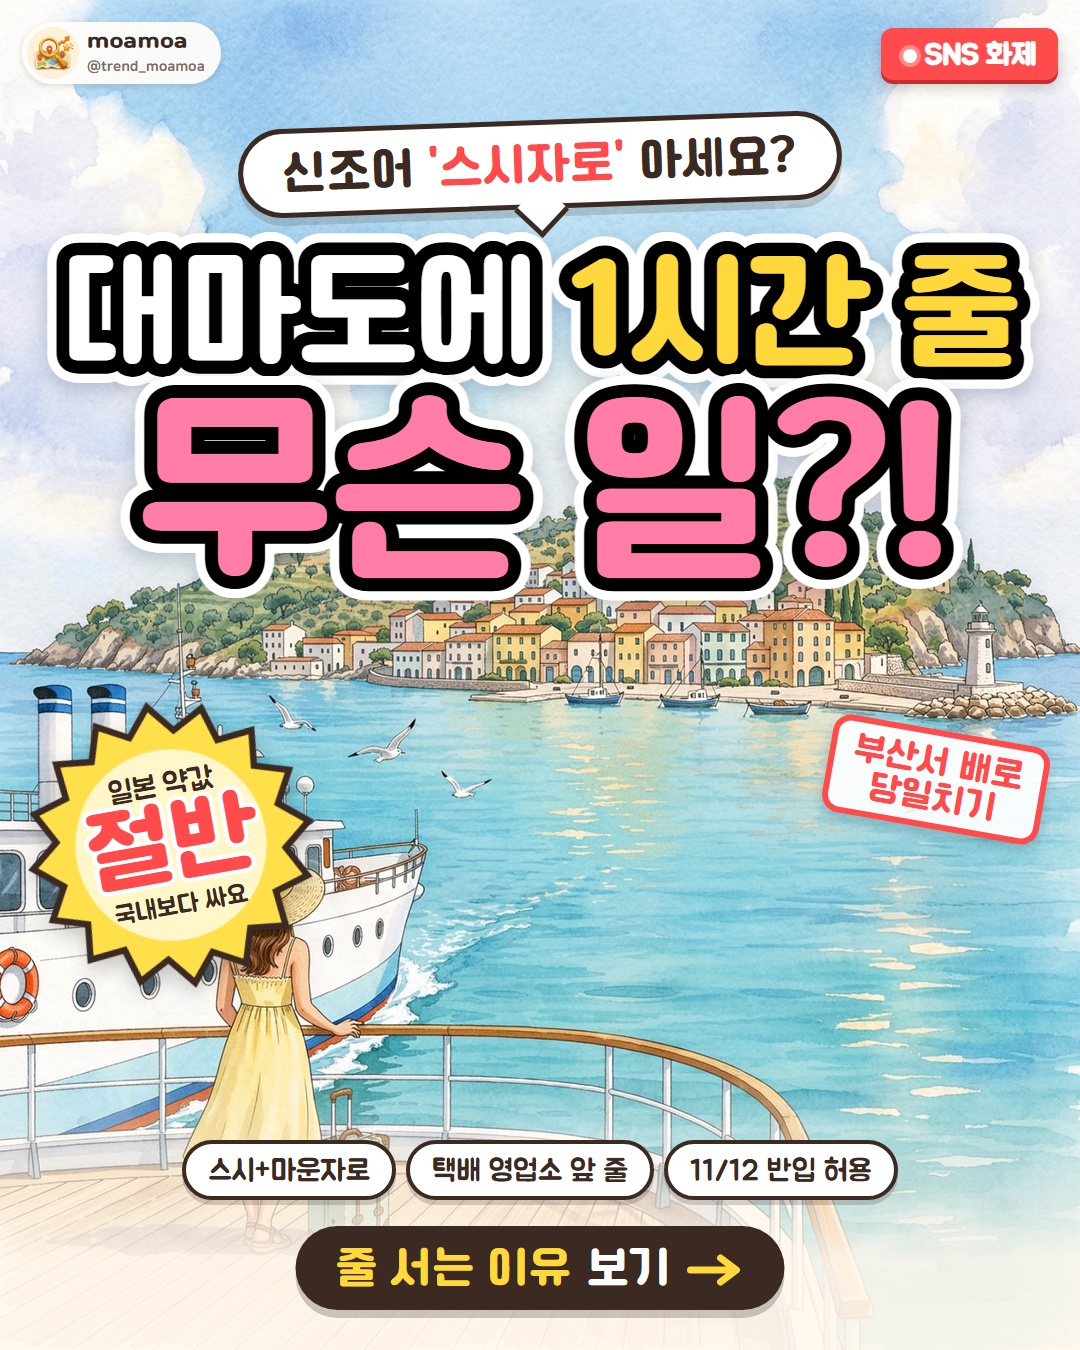 moamoa
@trend_moamoa
SNS 화제
신조어 '스시자로' 아세요?
대마도에 1시간 줄
무슨 일?!
부산서 배로
당일치기
일본 약값
절반
국내보다 싸요
스시+마운자로
택배 영업소 앞 줄
11/12 반입 허용
줄 서는 이유 보기 →